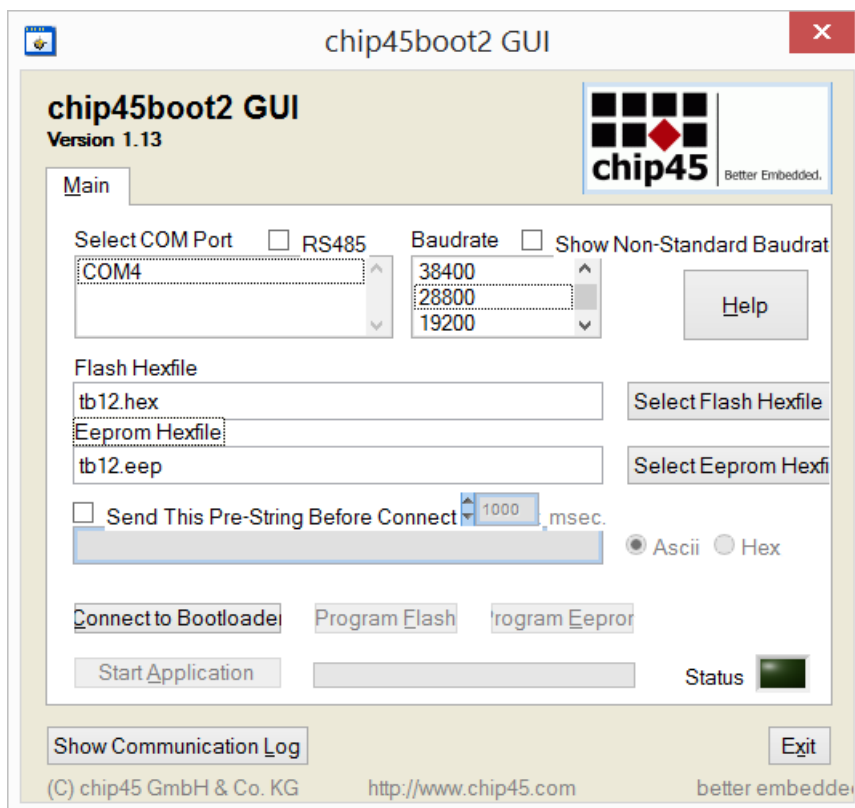 chip45boot2 GUI
chip45boot2 GUI
Version 1.13
chip45 Better Embedded.
Main
Select COM Port RS485 Baudrate Show Non-Standard Baudrat
COM4
38400
28800
19200
Help
Flash Hexfile
tb12.hex Select Flash Hexfile
Eeprom Hexfile
tb12.eep Select Eeprom Hexfi
Send This Pre-String Before Connect 1000 msec.
Ascii Hex
Connect to Bootloader Program Flash Program Eeprom
Start Application Status
Show Communication Log Exit
(C) chip45 GmbH & Co. KG http://www.chip45.com better embedde